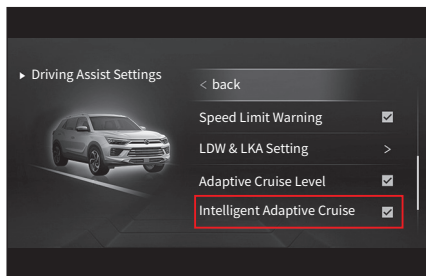 Driving Assist Settings
< back
Speed Limit Warning
LDW & LKA Setting >
Adaptive Cruise Level
Intelligent Adaptive Cruise